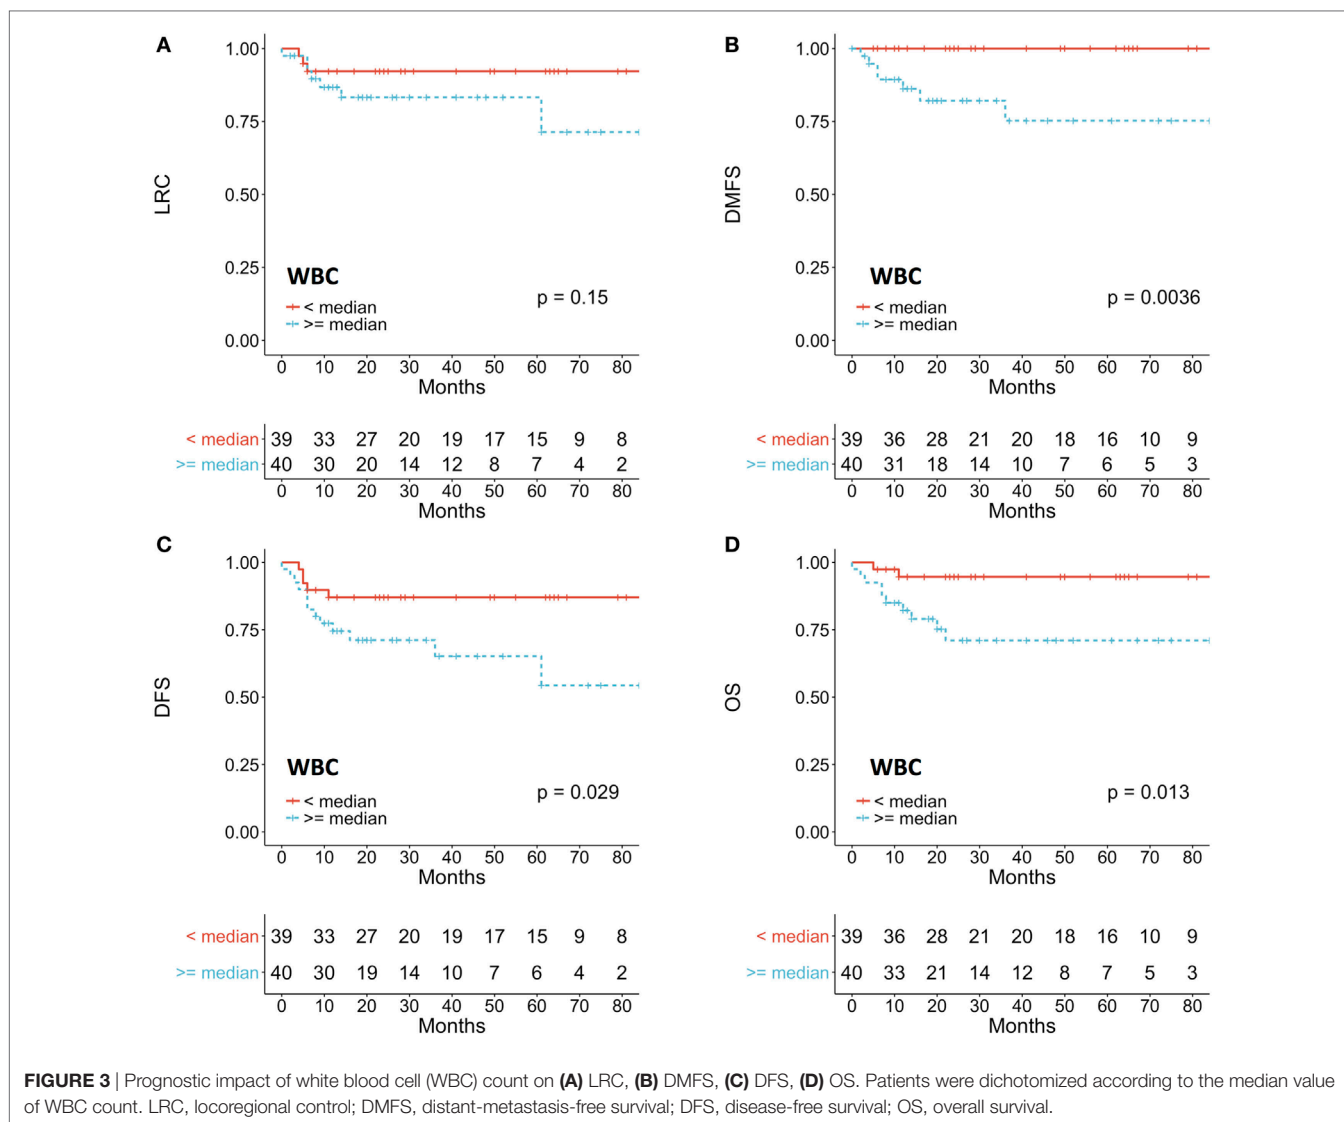 A
1.00
0.75
0.50
0.25
0.00
LRC
WBC
< median
>= median
p = 0.15
0 10 20 30 40 50 60 70 80
Months
< median 39 33 27 20 19 17 15 9 8
>= median 40 30 20 14 12 8 7 4 2
0 10 20 30 40 50 60 70 80
Months
B
1.00
0.75
0.50
0.25
0.00
DMFS
WBC
< median
>= median
p = 0.0036
0 10 20 30 40 50 60 70 80
Months
< median 39 36 28 21 20 18 16 10 9
>= median 40 31 18 14 10 7 6 5 3
0 10 20 30 40 50 60 70 80
Months
C
1.00
0.75
0.50
0.25
0.00
DFS
WBC
< median
>= median
p = 0.029
0 10 20 30 40 50 60 70 80
Months
< median 39 33 27 20 19 17 15 9 8
>= median 40 30 19 14 10 7 6 4 2
0 10 20 30 40 50 60 70 80
Months
D
1.00
0.75
0.50
0.25
0.00
OS
WBC
< median
>= median
p = 0.013
0 10 20 30 40 50 60 70 80
Months
< median 39 36 28 21 20 18 16 10 9
>= median 40 33 21 14 12 8 7 5 3
0 10 20 30 40 50 60 70 80
Months
FIGURE 3 | Prognostic impact of white blood cell (WBC) count on (A) LRC, (B) DMFS, (C) DFS, (D) OS. Patients were dichotomized according to the median value
of WBC count. LRC, locoregional control; DMFS, distant-metastasis-free survival; DFS, disease-free survival; OS, overall survival.